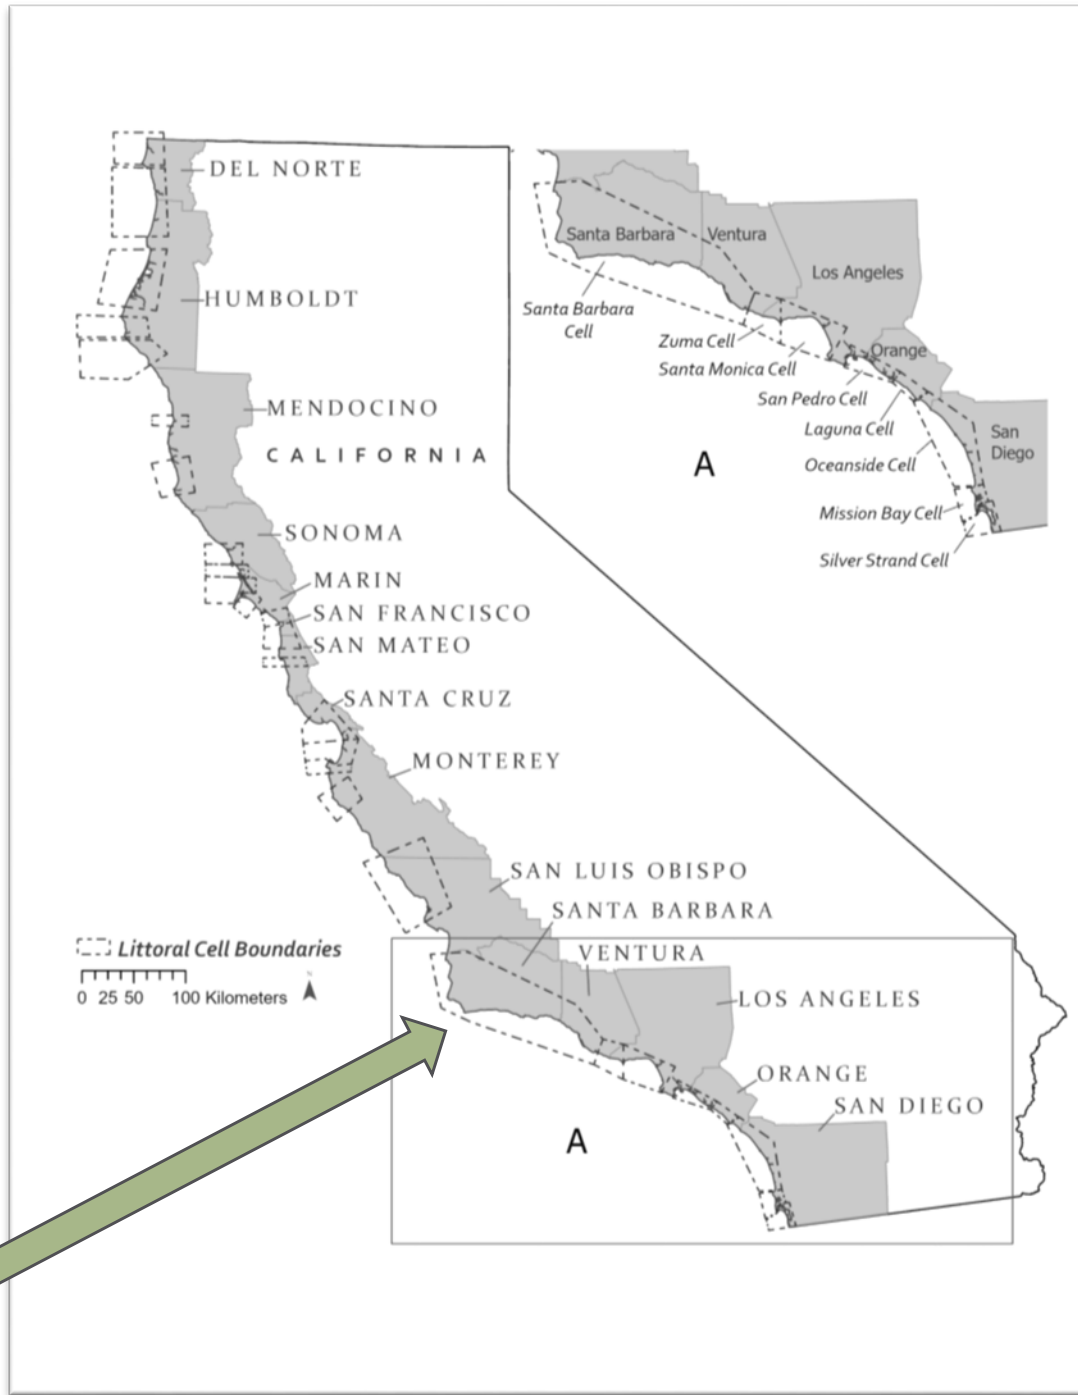 DEL NORTE
HUMBOLDT
MENDOCINO
CALIFORNIA
SONOMA
MARIN
SAN FRANCISCO
SAN MATEO
SANTA CRUZ
MONTEREY
SAN LUIS OBISPO
SANTA BARBARA
VENTURA
LOS ANGELES
ORANGE
SAN DIEGO
A
Littoral Cell Boundaries
0 25 50 100 Kilometers
N
Santa Barbara
Ventura
Los Angeles
Orange
San
Diego
Santa Barbara
Cell
Zuma Cell
Santa Monica Cell
San Pedro Cell
Laguna Cell
Oceanside Cell
Mission Bay Cell
Silver Strand Cell
A